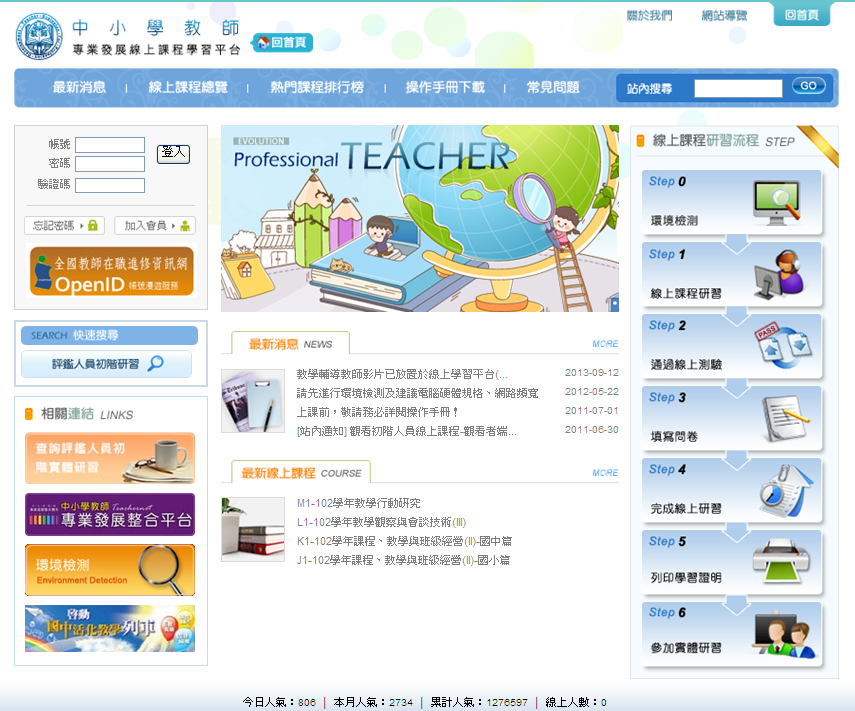 關於我們 網站導覽 回首頁
中小學教師
專業發展線上課程學習平台
回首頁
最新消息 線上課程總覽 熱門課程排行榜 操作手冊下載 常見問題 站內搜尋 GO
帳號
密碼
驗證碼
登入
忘記密碼 加入會員
全國教師在職進修資訊網
OpenID 帳號漫遊服務
SEARCH 快速搜尋
評鑑人員初階研習
相關連結 LINKS
查詢評鑑人員初
階實體研習
中小學教師 Teachernet
專業發展整合平台
環境檢測
Environment Detection
啓動
國中活化教學列車
EVOLUTION
Professional TEACHER
最新消息 NEWS MORE
教學輔導教師影片已放置於線上學習平台(... 2013-09-12
請先進行環境檢測及建議電腦硬體規格、網路頻寬 2012-05-22
上課前，敬請務必詳閱操作手冊！ 2011-07-01
[站內通知] 觀看初階人員線上課程-觀看者端... 2011-06-30
最新線上課程 COURSE MORE
M1-102學年教學行動研究
L1-102學年教學觀察與會談技術(III)
K1-102學年課程、教學與班級經營(II)-國中篇
J1-102學年課程、教學與班級經營(II)-國小篇
線上課程研習流程 STEP
Step 0
環境檢測
Step 1
線上課程研習
Step 2
通過線上測驗
PASS
Step 3
填寫問卷
Step 4
完成線上研習
Step 5
列印學習證明
Step 6
參加實體研習
今日人氣：806 | 本月人氣：2734 | 累計人氣：1276597 | 線上人數：0